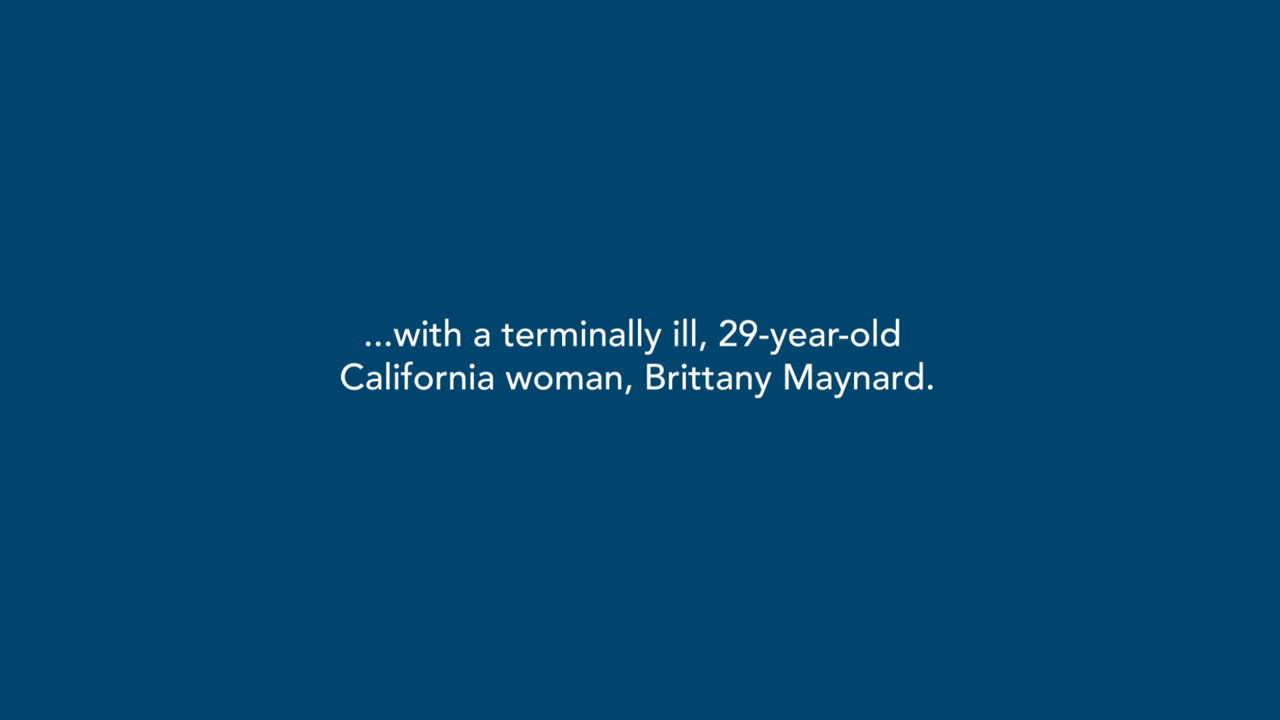 ...with a terminally ill, 29-year-old
California woman, Brittany Maynard.